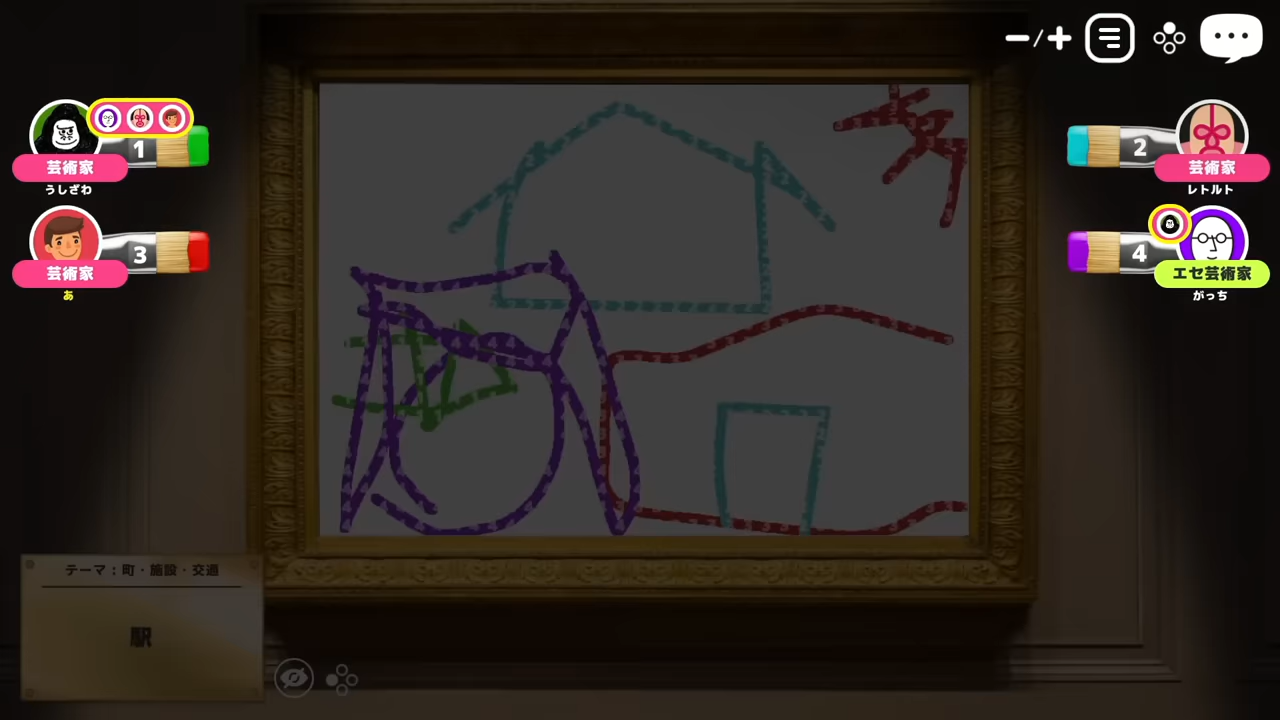 1
芸術家
うしざわ
2
芸術家
レトルト
3
芸術家
あ
4
エセ芸術家
がっち
テーマ：町・施設・交通
駅